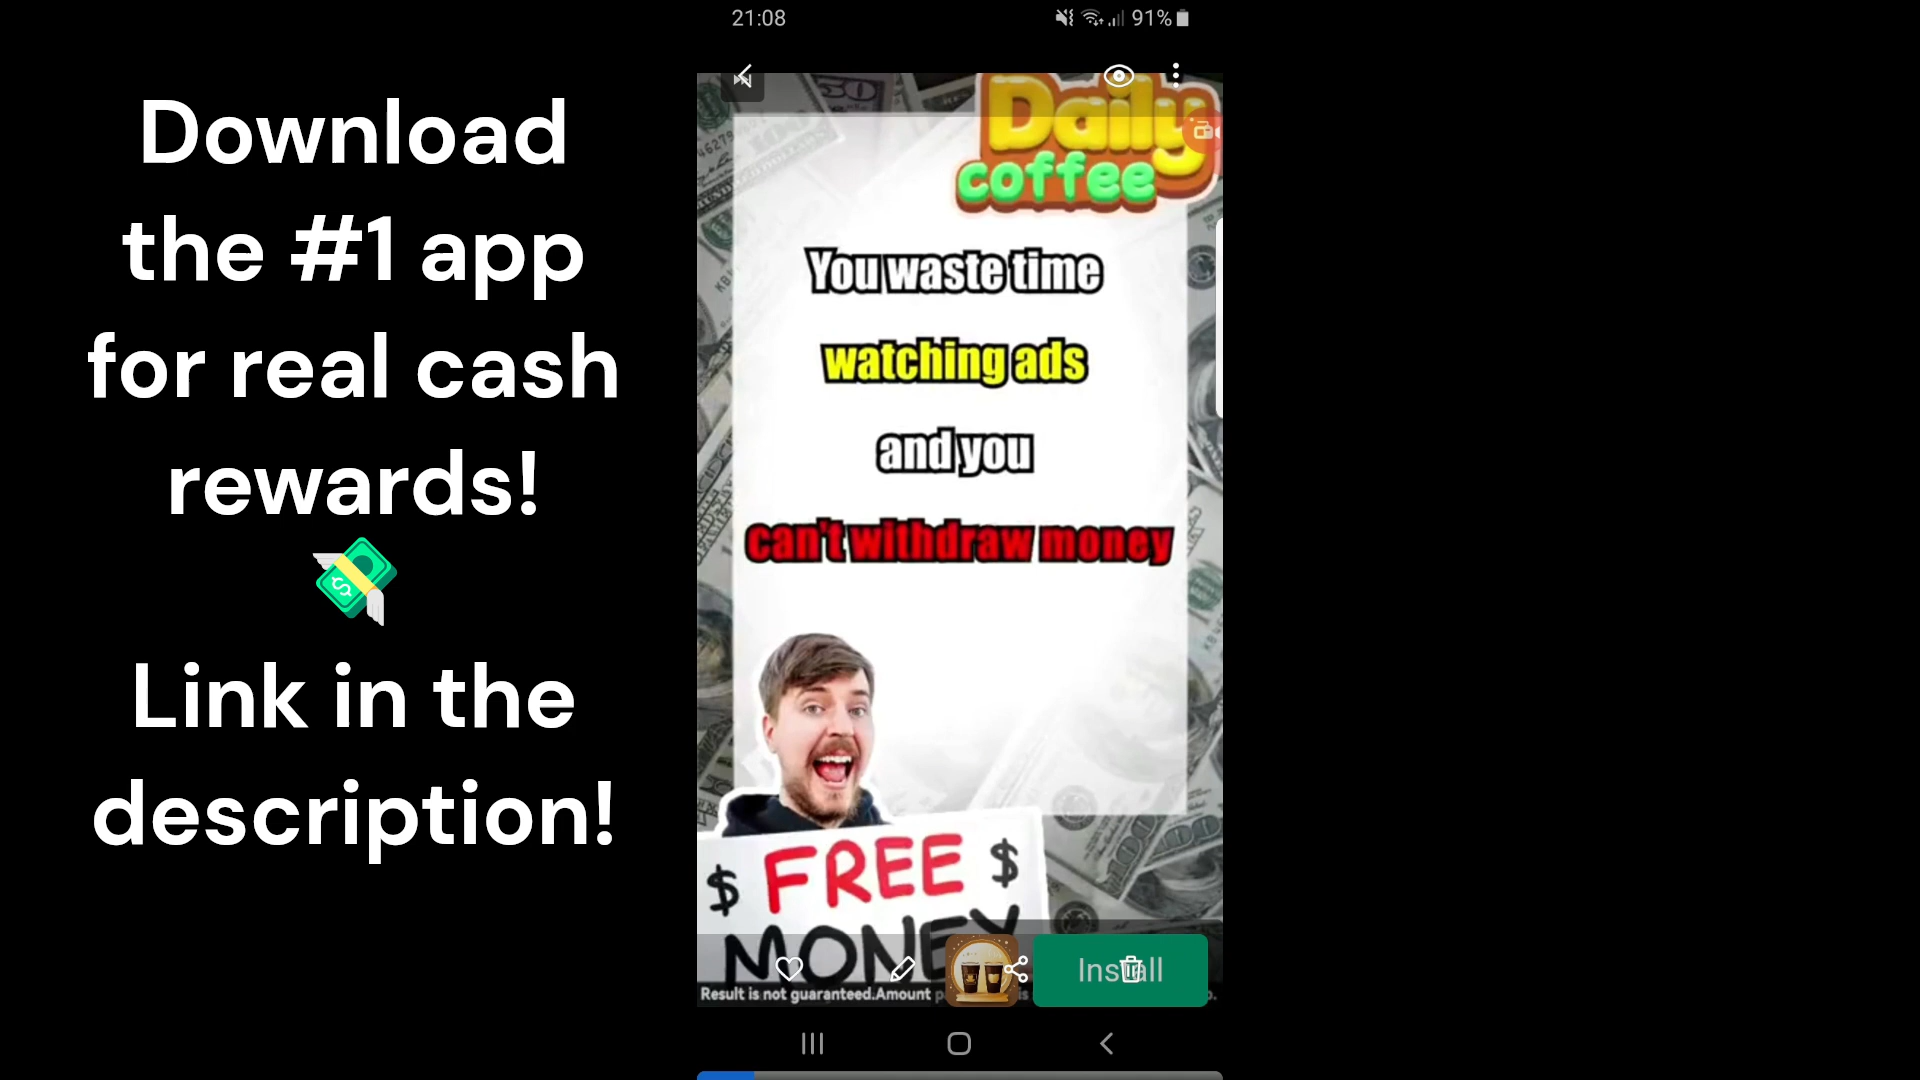 Download
the #1 app
for real cash
rewards!
Link in the
description!
21:08
91%
Daily
coffee
You waste time
watching ads
and you
can't withdraw money
$ FREE $
MONEY
Install
Result is not guaranteed.Amount